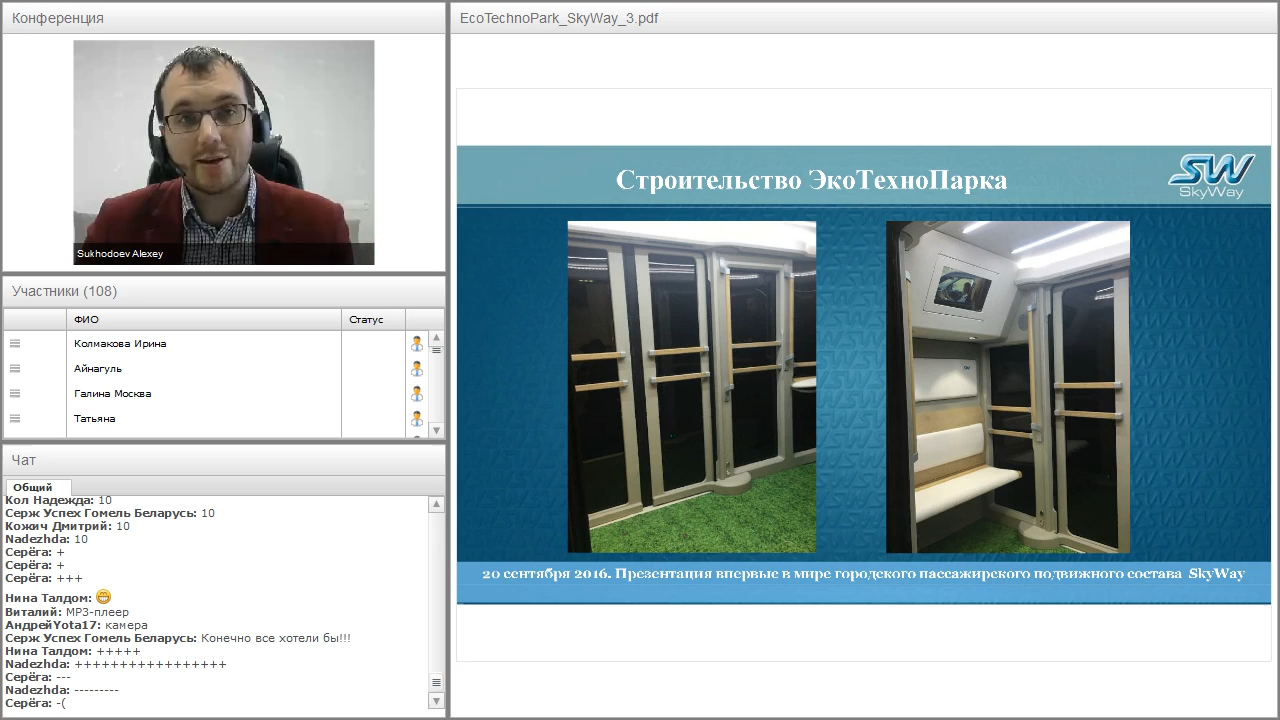 Конференция
Sukhodoev Alexey
Участники (108)
ФИО
Статус
Колмакова Ирина
Айнагуль
Галина Москва
Татьяна
Чат
Общий
Кол Надежда: 10
Серж Успех Гомель Беларусь: 10
Кожич Дмитрий: 10
Nadezhda: 10
Серёга: +
Серёга: +
Серёга: +++
Нина Талдом:
Виталий: MP3-плеер
АндрейYota17: камера
Серж Успех Гомель Беларусь: Конечно все хотели бы!!!
Нина Талдом: +++++
Nadezhda: +++++++++++++++++
Серёга: ---
Nadezhda: ---------
Серёга: -(
EcoTechnoPark_SkyWay_3.pdf
Строительство ЭкоТехноПарка
SW
SkyWay
20 сентября 2016. Презентация впервые в мире городского пассажирского подвижного состава SkyWay